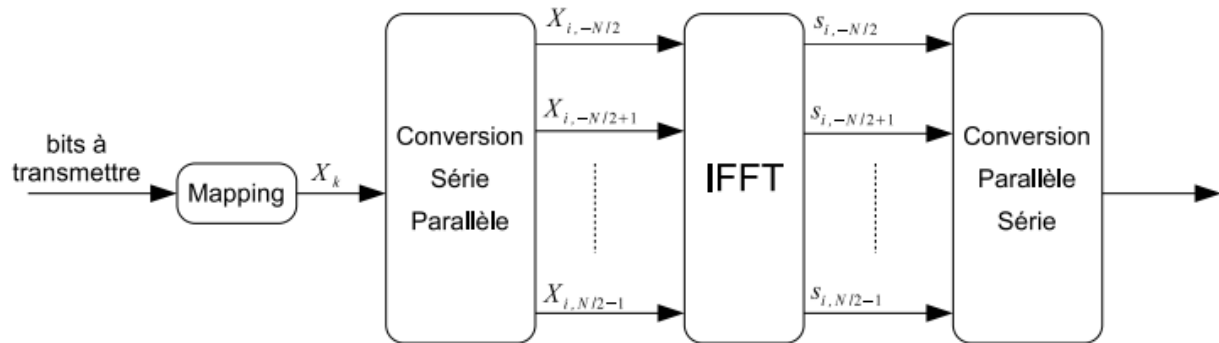 bits à
transmettre
Mapping
X_k
Conversion
Série
Parallèle
X_{i,-N/2}
X_{i,-N/2+1}
X_{i,N/2-1}
IFFT
s_{i,-N/2}
s_{i,-N/2+1}
s_{i,N/2-1}
Conversion
Parallèle
Série